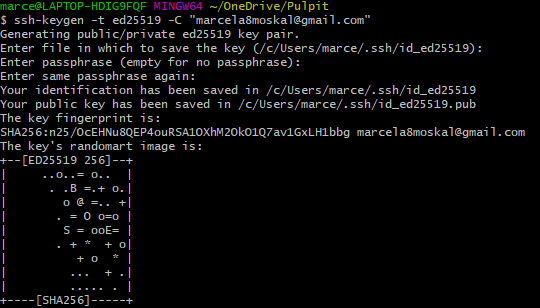 marce@LAPTOP-HDIG9FQF MINGW64 ~/OneDrive/Pulpit
$ ssh-keygen -t ed25519 -C "marcela8moskal@gmail.com"
Generating public/private ed25519 key pair.
Enter file in which to save the key (/c/Users/marce/.ssh/id_ed25519):
Enter passphrase (empty for no passphrase):
Enter same passphrase again:
Your identification has been saved in /c/Users/marce/.ssh/id_ed25519
Your public key has been saved in /c/Users/marce/.ssh/id_ed25519.pub
The key fingerprint is:
SHA256:n25/OcEHNu8QEP4ouRSA1OXhM2OkO1Q7av1GxLH1bbg marcela8moskal@gmail.com
The key's randomart image is:
+--[ED25519 256]--+
|     ..o..= o..  |
|      . .B =.+ o.|
|       o @ =.. +|
|      . = O o=o |
|       S = ooE= |
|      . + *  + o|
|         + o  * |
|        ...  + .|
|        ..... . |
+----[SHA256]-----+